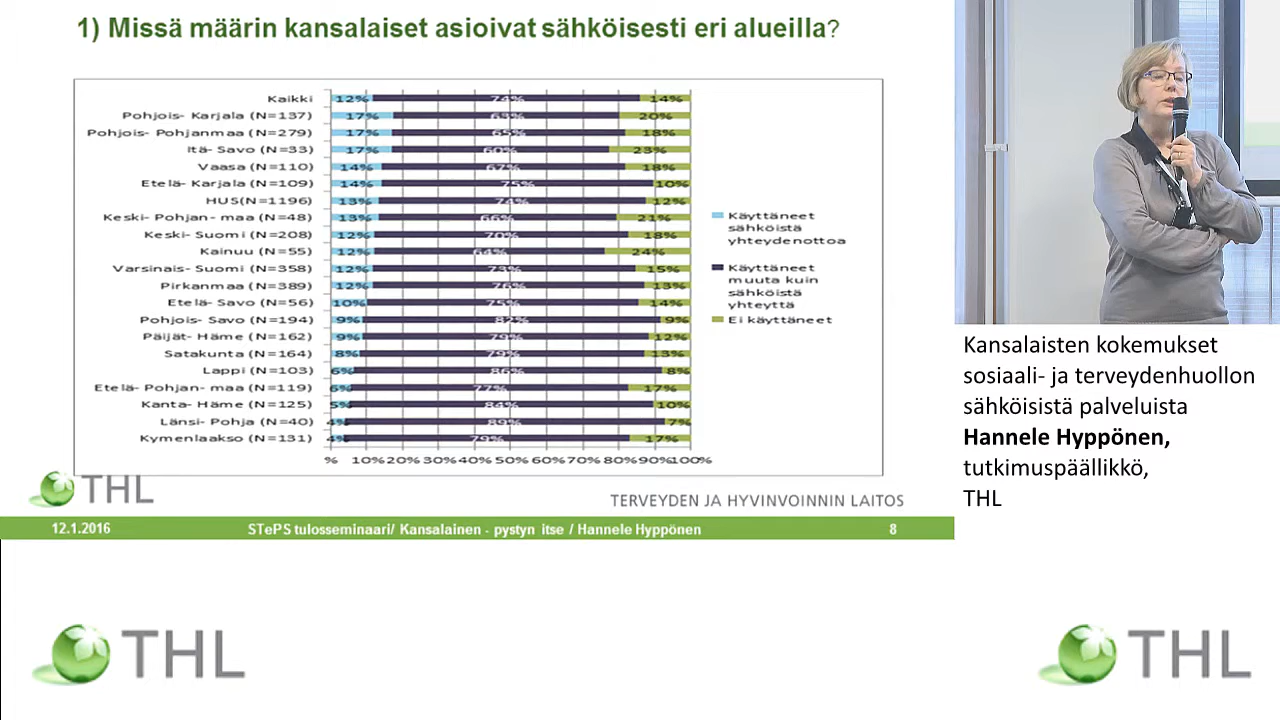 1) Missä määrin kansalaiset asioivat sähköisesti eri alueilla?
Kaikki 12% 74% 14%
Pohjois- Karjala (N=137) 17% 63% 20%
Pohjois- Pohjanmaa (N=279) 17% 65% 18%
Itä- Savo (N=33) 17% 60% 23%
Vaasa (N=110) 14% 67% 18%
Etelä- Karjala (N=109) 14% 75% 10%
HUS(N=1196) 13% 74% 12%
Keski- Pohjan- maa (N=48) 13% 66% 21%
Keski- Suomi (N=208) 12% 70% 18%
Kainuu (N=55) 12% 64% 24%
Varsinais- Suomi (N=358) 12% 73% 15%
Pirkanmaa (N=389) 12% 76% 13%
Etelä- Savo (N=56) 10% 75% 14%
Pohjois- Savo (N=194) 9% 82% 9%
Päijät- Häme (N=162) 9% 79% 12%
Satakunta (N=164) 8% 79% 13%
Lappi (N=103) 6% 86% 8%
Etelä- Pohjan- maa (N=119) 6% 77% 17%
Kanta- Häme (N=125) 5% 84% 10%
Länsi- Pohja (N=40) 4% 89% 7%
Kymenlaakso (N=131) 4% 79% 17%
% 10% 20% 30% 40% 50% 60% 70% 80% 90% 100%
Käyttäneet
sähköistä
yhteydenottoa
Käyttäneet
muuta kuin
sähköistä
yhteyttä
Ei käyttäneet
THL
TERVEYDEN JA HYVINVOINNIN LAITOS
12.1.2016 STePS tulosseminaari/ Kansalainen - pystyn itse / Hannele Hyppönen 8
Kansalaisten kokemukset
sosiaali- ja terveydenhuollon
sähköisistä palveluista
Hannele Hyppönen,
tutkimuspäällikkö,
THL
THL
THL